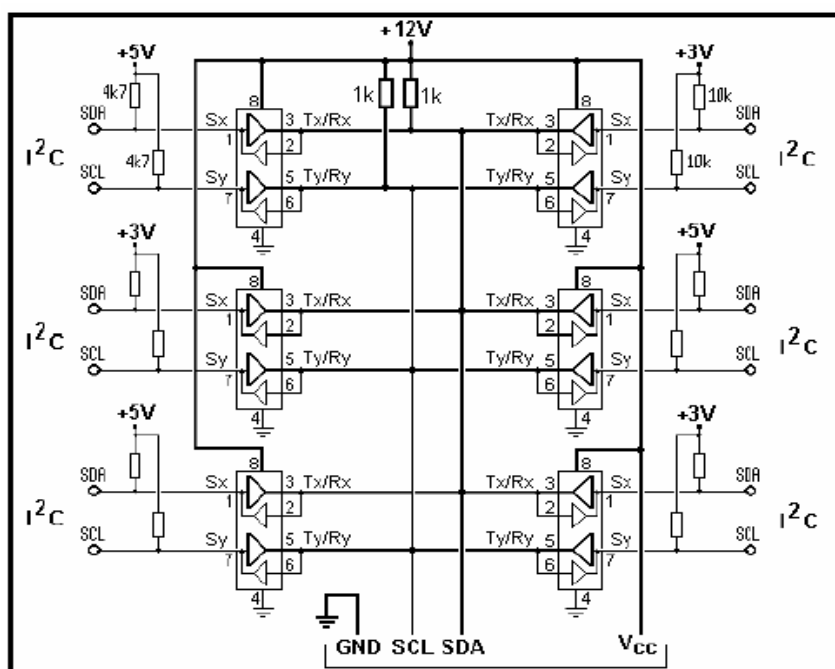 +12V
+5V
+3V
4k7
8
1k
1k
8
10k
SDA
Sx
3
Tx/Rx
Tx/Rx
3
Sx
SDA
1
2
2
1
I²C
4k7
10k
I²C
SCL
Sy
5
Ty/Ry
Ty/Ry
5
Sy
SCL
7
6
6
7
4
4
+3V
+5V
8
8
SDA
Sx
3
Tx/Rx
Tx/Rx
3
Sx
SDA
1
2
2
1
I²C
I²C
SCL
Sy
5
Ty/Ry
Ty/Ry
5
Sy
SCL
7
6
6
7
4
4
+5V
+3V
8
8
SDA
Sx
3
Tx/Rx
Tx/Rx
3
Sx
SDA
1
2
2
1
I²C
I²C
SCL
Sy
5
Ty/Ry
Ty/Ry
5
Sy
SCL
7
6
6
7
4
4
GND SCL SDA
VCC